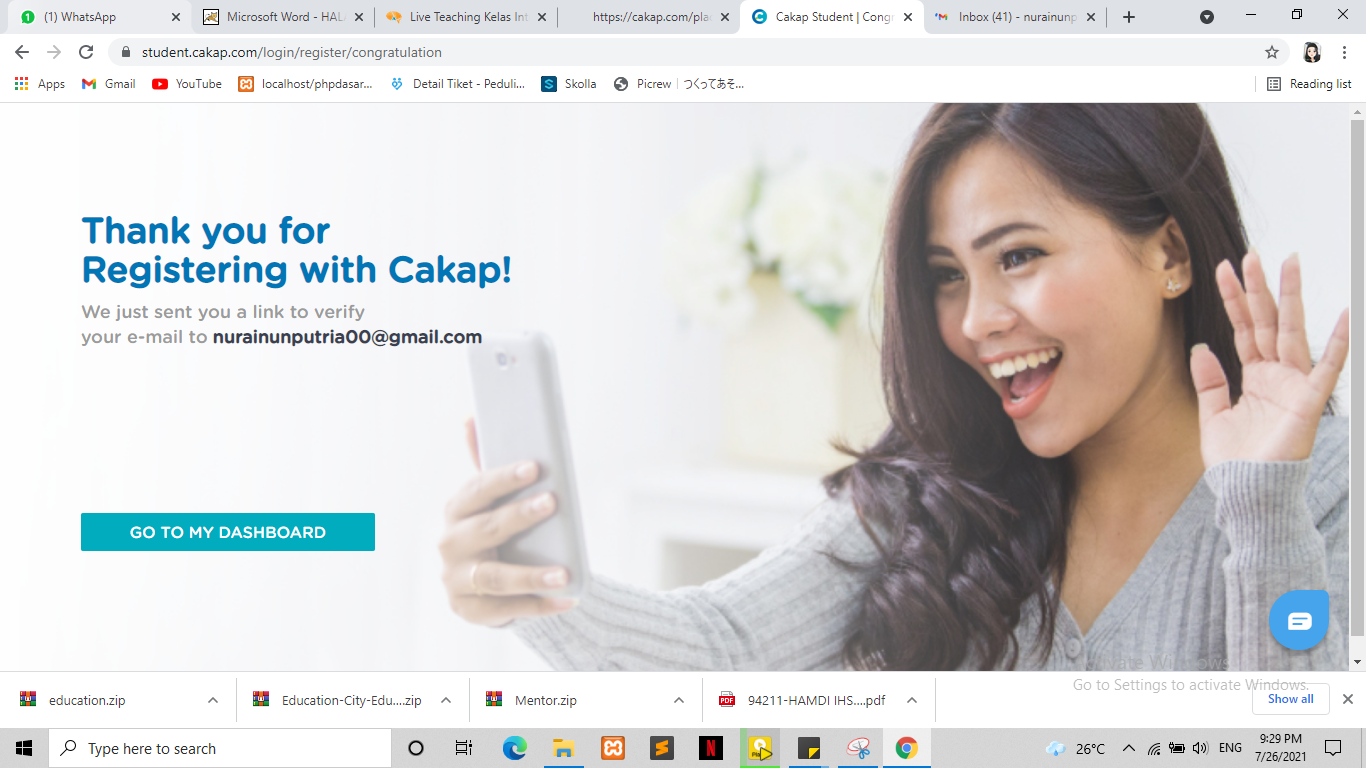 (1) WhatsApp
Microsoft Word - HAL
Live Teaching Kelas Int
https://cakap.com/pla
Cakap Student | Cong
Inbox (41) - nurainunp
student.cakap.com/login/register/congratulation
Apps
Gmail
YouTube
localhost/phpdasar...
Detail Tiket - Peduli...
Skolla
Picrew | つくってあそ...
Reading list
Thank you for
Registering with Cakap!
We just sent you a link to verify
your e-mail to nurainunputria00@gmail.com
GO TO MY DASHBOARD
Go to Settings to activate Windows.
education.zip
Education-City-Edu....zip
Mentor.zip
94211-HAMDI IHS....pdf
Show all
Type here to search
26°C
ENG
9:29 PM
7/26/2021